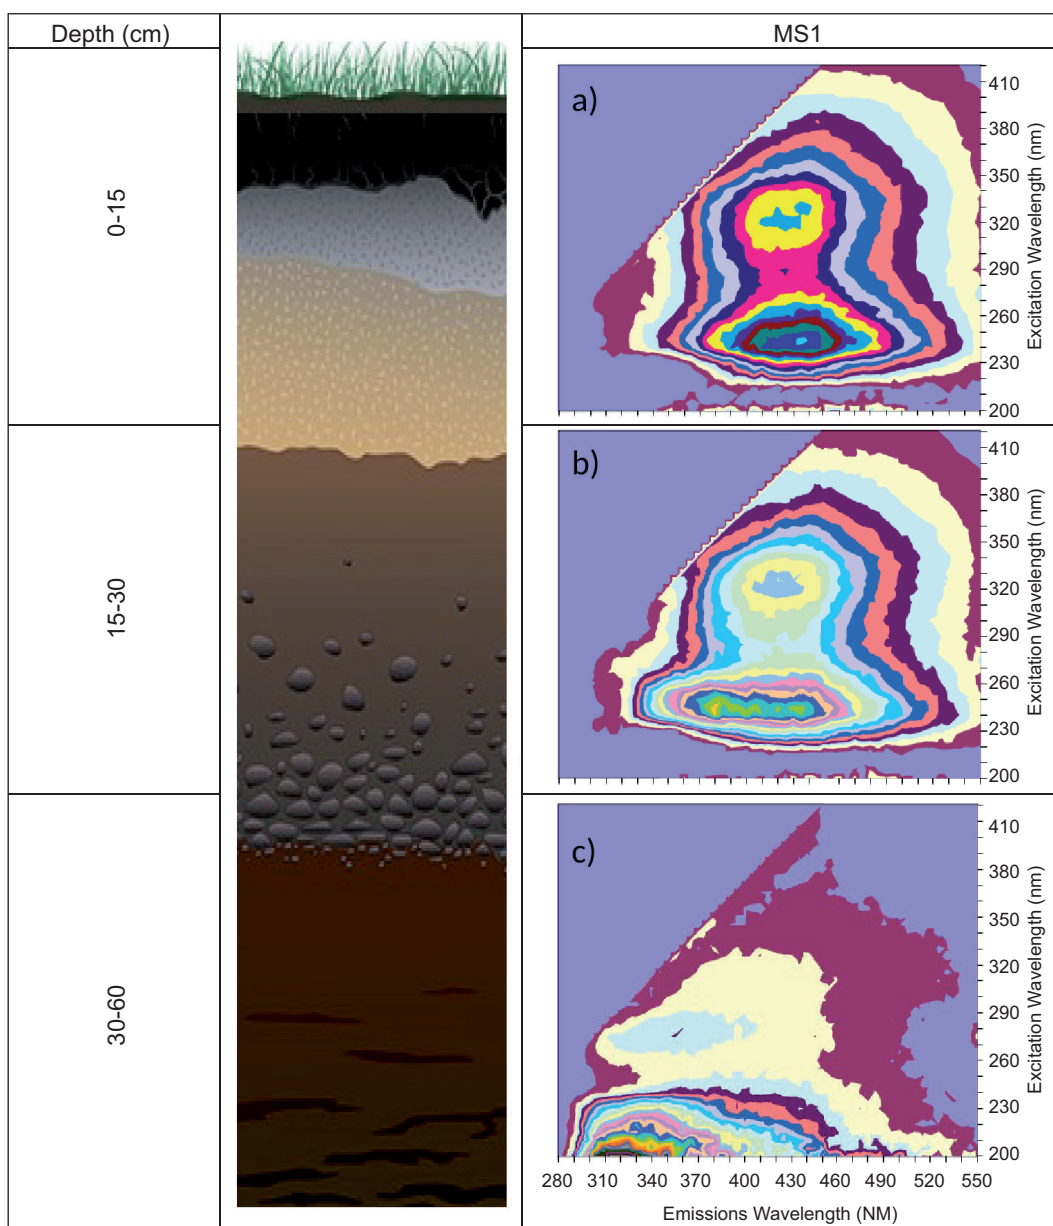 Depth (cm)
MS1
0-15
a)
410
380
350
320
290
260
230
200
Excitation Wavelength (nm)
15-30
b)
410
380
350
320
290
260
230
200
Excitation Wavelength (nm)
30-60
c)
410
380
350
320
290
260
230
200
Excitation Wavelength (nm)
280 310 340 370 400 430 460 490 520 550
Emissions Wavelength (NM)